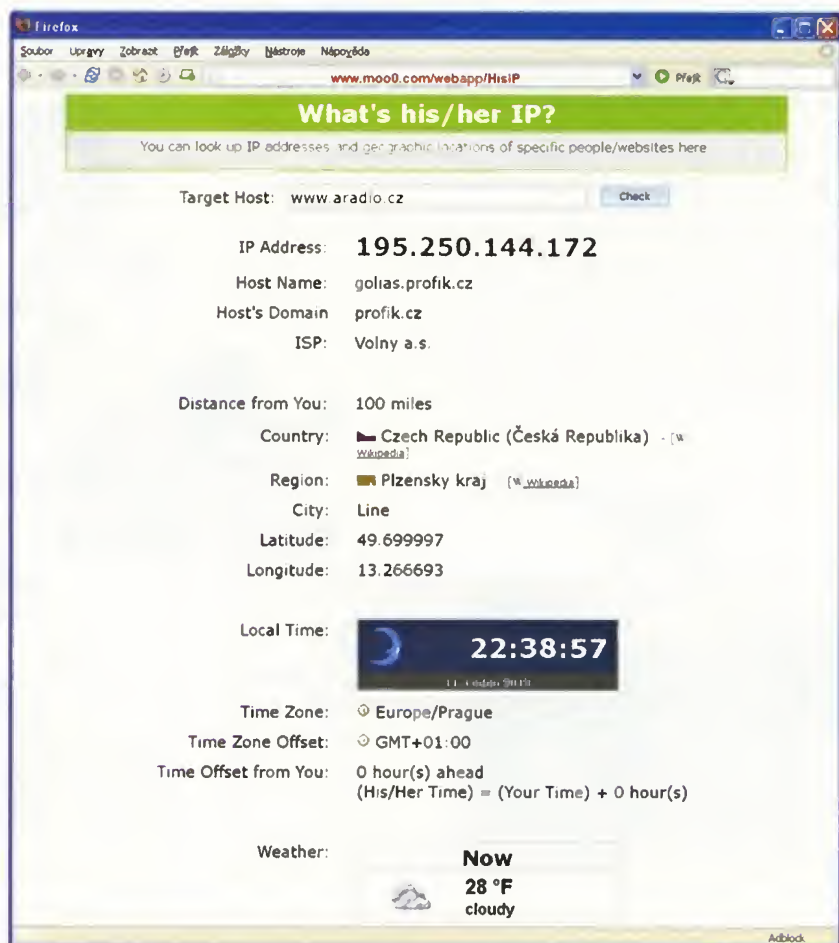 Firefox
Soubor Upravy Zobrazit Přejít Záložky Nástroje Nápověda
www.moo0.com/webapp/HisIP Přejít
What's his/her IP?
You can look up IP addresses and geographic locations of specific people/websites here
Target Host: www.aradio.cz Check
IP Address: 195.250.144.172
Host Name: golias.profik.cz
Host's Domain profik.cz
ISP: Volny a.s.
Distance from You: 100 miles
Country: Czech Republic (Česká Republika) - [W
Wikipedia]
Region: Plzensky kraj [W Wikipedia]
City: Line
Latitude: 49.699997
Longitude: 13.266693
Local Time: 22:38:57
Time Zone: Europe/Prague
Time Zone Offset: GMT+01:00
Time Offset from You: 0 hour(s) ahead
(His/Her Time) = (Your Time) + 0 hour(s)
Weather: Now
28 °F
cloudy
Adblock